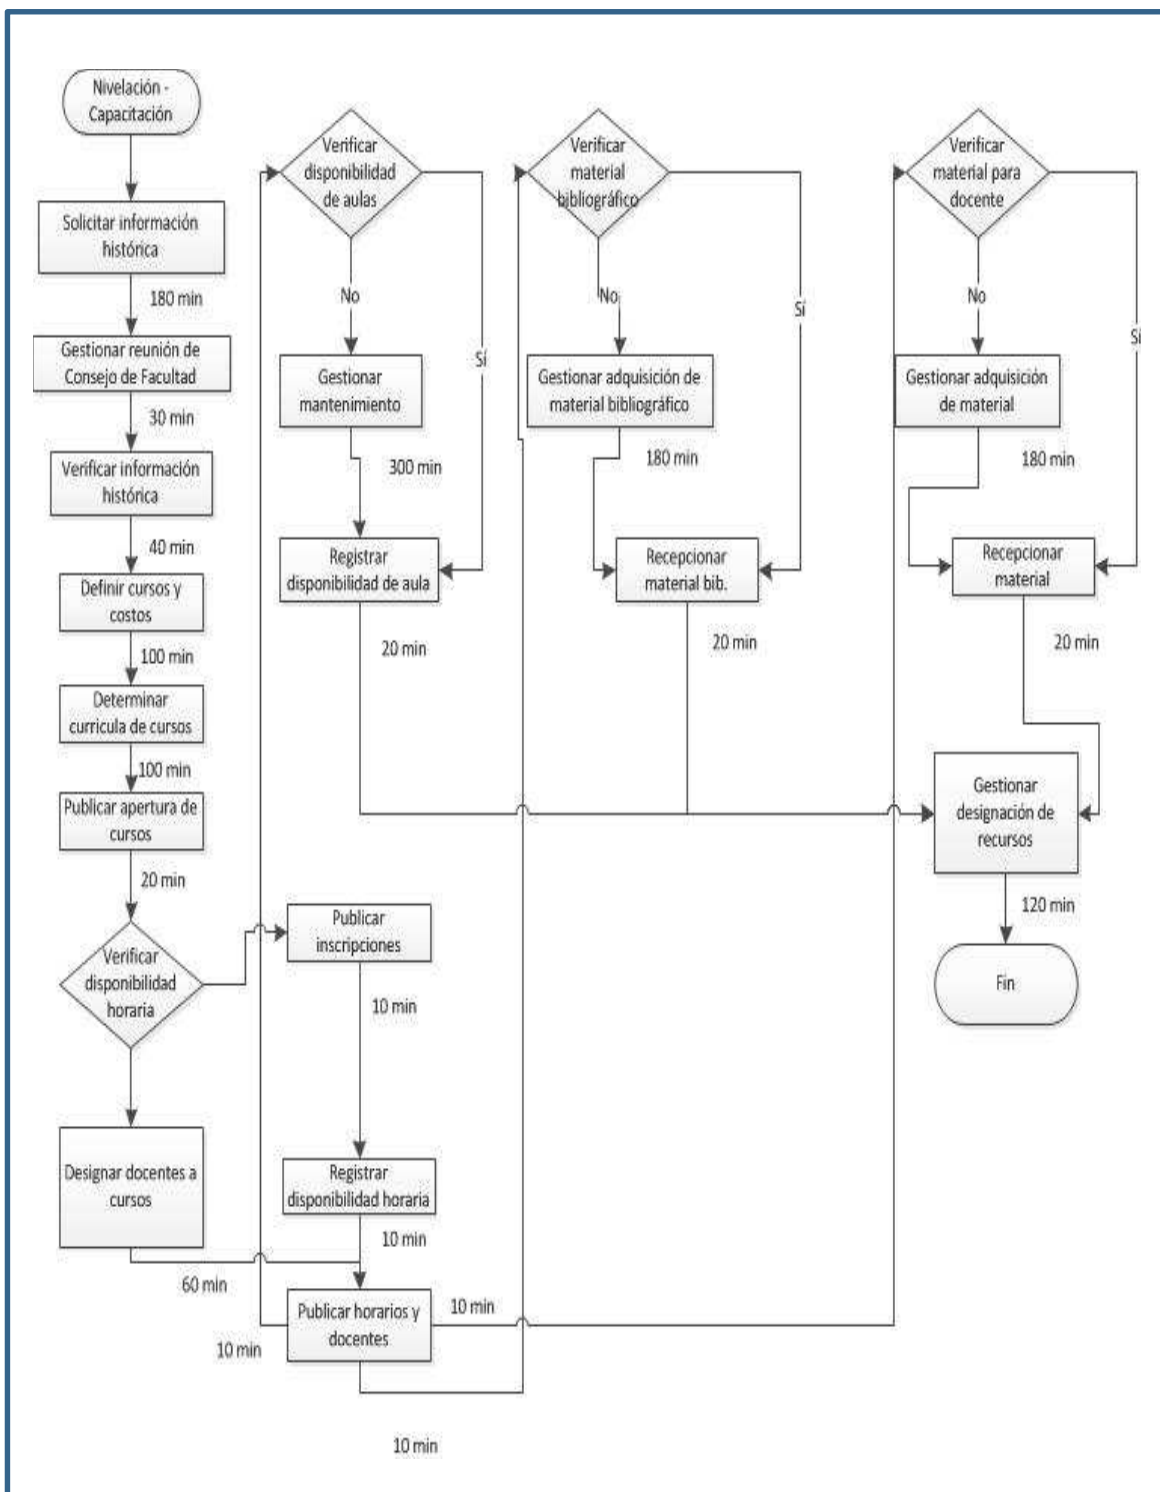 Nivelación -
Capacitación
Solicitar información
histórica
180 min
Gestionar reunión de
Consejo de Facultad
30 min
Verificar información
histórica
40 min
Definir cursos y
costos
100 min
Determinar
curricula de cursos
100 min
Publicar apertura de
cursos
20 min
Verificar
disponibilidad
horaria
Designar docentes a
cursos
60 min
Publicar
inscripciones
10 min
Registrar
disponibilidad horaria
10 min
Publicar horarios y
docentes
10 min
10 min
10 min
Verificar
disponibilidad
de aulas
No
Sí
Gestionar
mantenimiento
300 min
Registrar
disponibilidad de aula
20 min
Verificar
material
bibliográfico
No
Sí
Gestionar adquisición de
material bibliográfico
180 min
Recepcionar
material bib.
20 min
Verificar
material para
docente
No
Sí
Gestionar adquisición
de material
180 min
Recepcionar
material
20 min
Gestionar
designación de
recursos
120 min
Fin